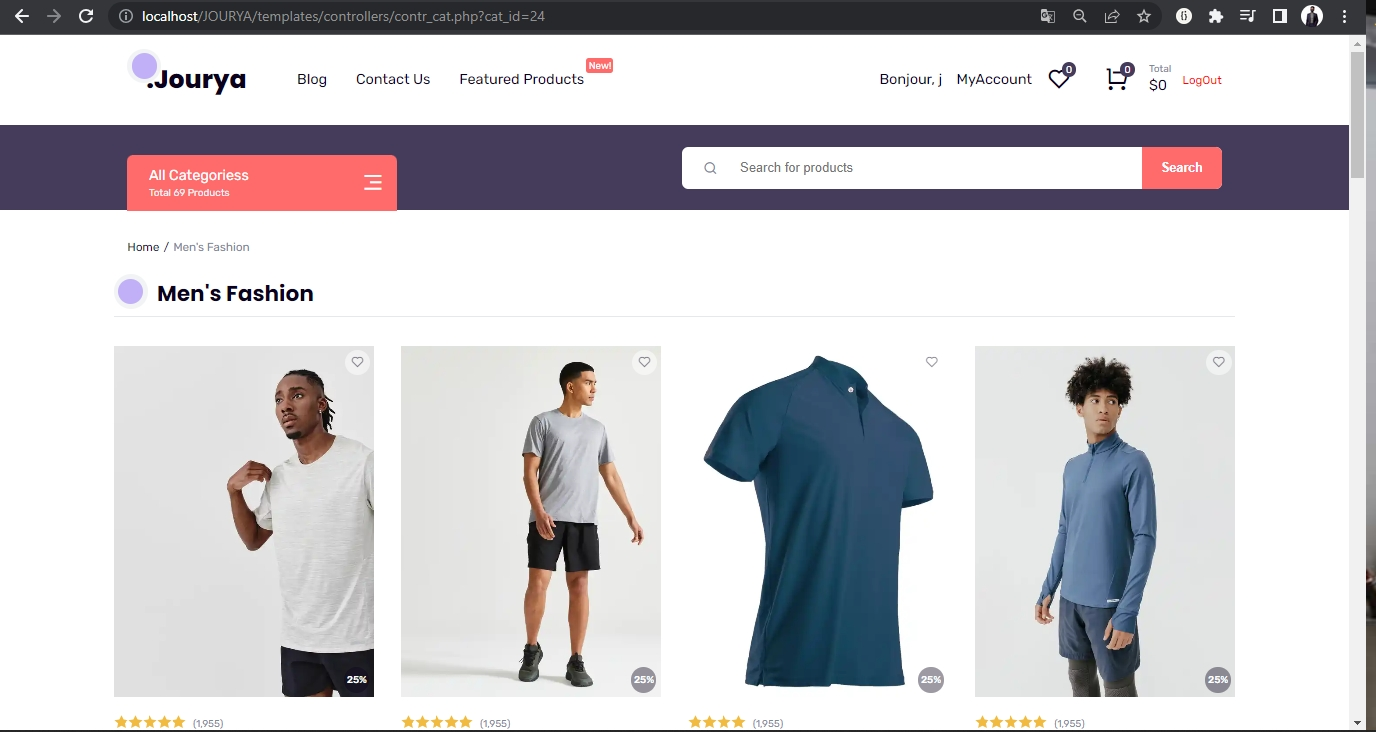 localhost/JOURYA/templates/controllers/contr_cat.php?cat_id=24
.Jourya
Blog
Contact Us
Featured Products
New!
Bonjour, j
MyAccount
0
0
Total
$0
LogOut
All Categoriess
Total 69 Products
Search for products
Search
Home / Men's Fashion
Men's Fashion
25%
25%
25%
25%
(1,955)
(1,955)
(1,955)
(1,955)